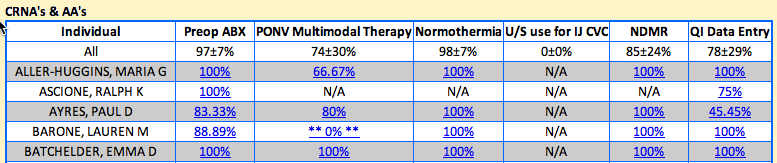 CRNA's & AA's
Individual Preop ABX PONV Multimodal Therapy Normothermia U/S use for IJ CVC NDMR QI Data Entry
All 97±7% 74±30% 98±7% 0±0% 85±24% 78±29%
ALLER-HUGGINS, MARIA G 100% 66.67% 100% N/A 100% 100%
ASCIONE, RALPH K 100% N/A N/A N/A N/A 75%
AYRES, PAUL D 83.33% 80% 100% N/A 100% 45.45%
BARONE, LAUREN M 88.89% ** 0% ** 100% N/A 100% 100%
BATCHELDER, EMMA D 100% 100% 100% N/A 100% 100%